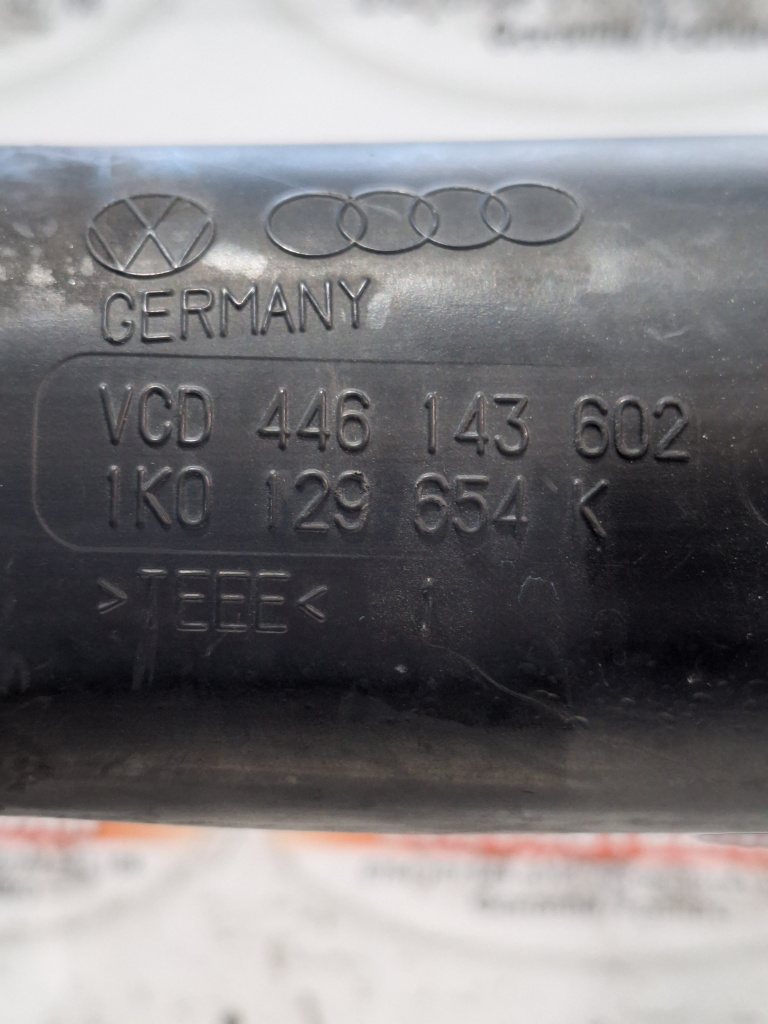 GERMANY
VCD 446 143 602
1K0 129 654 K
>TEEE<